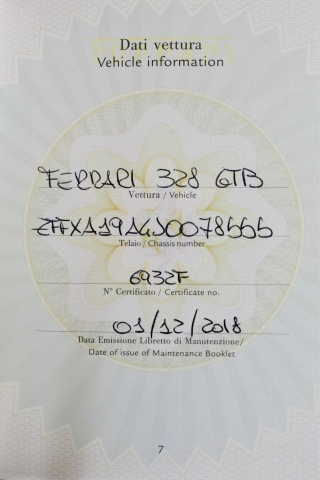 Dati vettura
Vehicle information
FERRARI 328 GTB
Vettura / Vehicle
ZFFXA19A4J0078555
Telaio / Chassis number
6932F
N° Certificato / Certificate no.
01/12/2018
Data Emissione Libretto di Manutenzione/
Date of issue of Maintenance Booklet
7